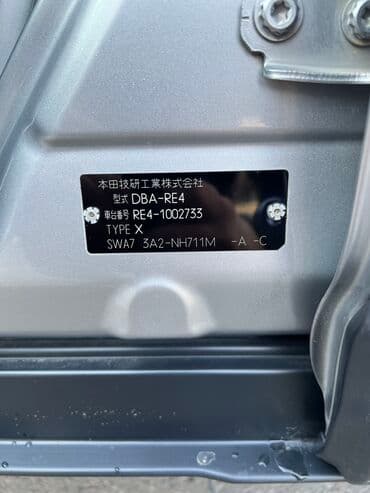 本田技研工業株式会社
型式 DBA-RE4
車台番号 RE4-1002733
TYPE X
SWA7 3A2-NH711M -A -C